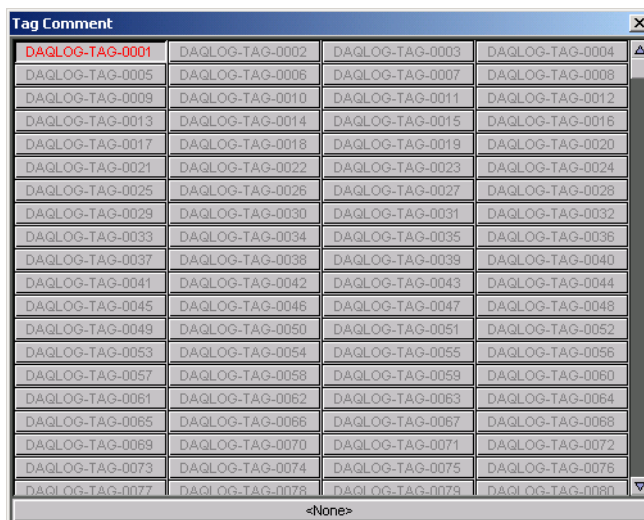 Tag Comment
DAQLOG-TAG-0001 DAQLOG-TAG-0002 DAQLOG-TAG-0003 DAQLOG-TAG-0004
DAQLOG-TAG-0005 DAQLOG-TAG-0006 DAQLOG-TAG-0007 DAQLOG-TAG-0008
DAQLOG-TAG-0009 DAQLOG-TAG-0010 DAQLOG-TAG-0011 DAQLOG-TAG-0012
DAQLOG-TAG-0013 DAQLOG-TAG-0014 DAQLOG-TAG-0015 DAQLOG-TAG-0016
DAQLOG-TAG-0017 DAQLOG-TAG-0018 DAQLOG-TAG-0019 DAQLOG-TAG-0020
DAQLOG-TAG-0021 DAQLOG-TAG-0022 DAQLOG-TAG-0023 DAQLOG-TAG-0024
DAQLOG-TAG-0025 DAQLOG-TAG-0026 DAQLOG-TAG-0027 DAQLOG-TAG-0028
DAQLOG-TAG-0029 DAQLOG-TAG-0030 DAQLOG-TAG-0031 DAQLOG-TAG-0032
DAQLOG-TAG-0033 DAQLOG-TAG-0034 DAQLOG-TAG-0035 DAQLOG-TAG-0036
DAQLOG-TAG-0037 DAQLOG-TAG-0038 DAQLOG-TAG-0039 DAQLOG-TAG-0040
DAQLOG-TAG-0041 DAQLOG-TAG-0042 DAQLOG-TAG-0043 DAQLOG-TAG-0044
DAQLOG-TAG-0045 DAQLOG-TAG-0046 DAQLOG-TAG-0047 DAQLOG-TAG-0048
DAQLOG-TAG-0049 DAQLOG-TAG-0050 DAQLOG-TAG-0051 DAQLOG-TAG-0052
DAQLOG-TAG-0053 DAQLOG-TAG-0054 DAQLOG-TAG-0055 DAQLOG-TAG-0056
DAQLOG-TAG-0057 DAQLOG-TAG-0058 DAQLOG-TAG-0059 DAQLOG-TAG-0060
DAQLOG-TAG-0061 DAQLOG-TAG-0062 DAQLOG-TAG-0063 DAQLOG-TAG-0064
DAQLOG-TAG-0065 DAQLOG-TAG-0066 DAQLOG-TAG-0067 DAQLOG-TAG-0068
DAQLOG-TAG-0069 DAQLOG-TAG-0070 DAQLOG-TAG-0071 DAQLOG-TAG-0072
DAQLOG-TAG-0073 DAQLOG-TAG-0074 DAQLOG-TAG-0075 DAQLOG-TAG-0076
DAQLOG-TAG-0077 DAQLOG-TAG-0078 DAQLOG-TAG-0079 DAQLOG-TAG-0080
<None>